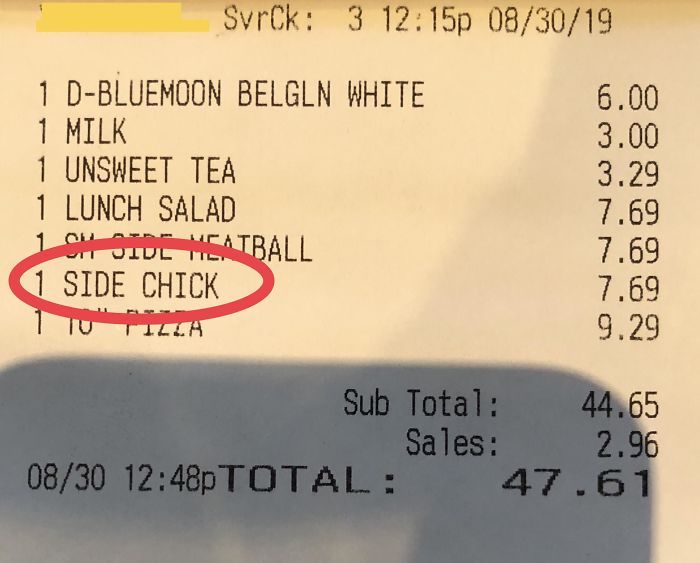 SvrCk: 3 12:15p 08/30/19
1 D-BLUEMOON BELGLN WHITE 6.00
1 MILK 3.00
1 UNSWEET TEA 3.29
1 LUNCH SALAD 7.69
1 SM SIDE MEATBALL 7.69
1 SIDE CHICK 7.69
1 10" PIZZA 9.29
Sub Total: 44.65
Sales: 2.96
08/30 12:48pTOTAL: 47.61